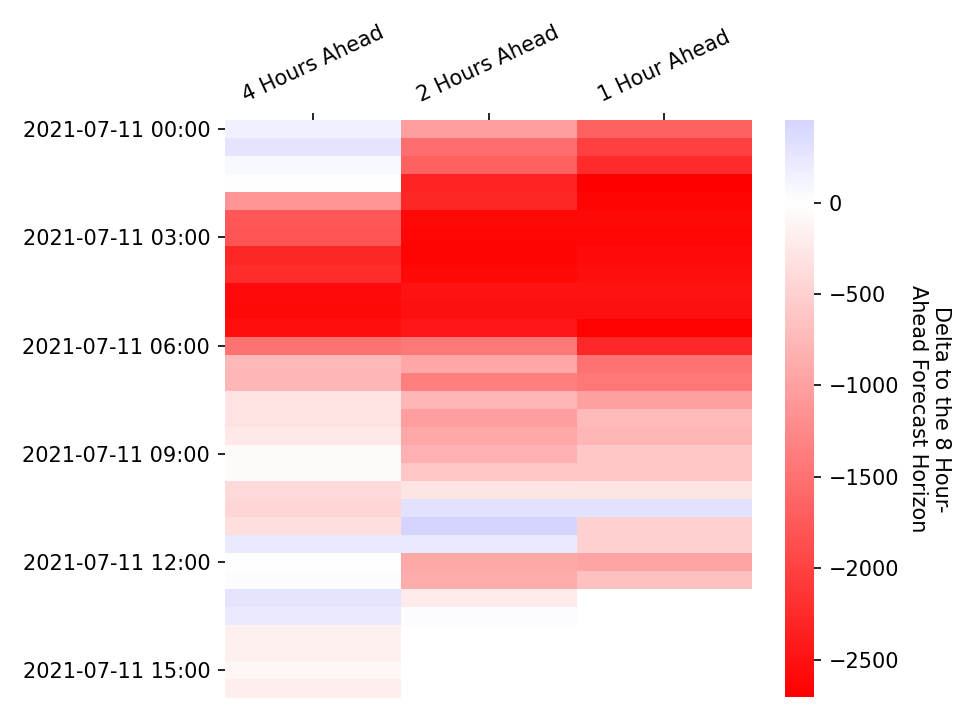 4 Hours Ahead
2 Hours Ahead
1 Hour Ahead
2021-07-11 00:00
2021-07-11 03:00
2021-07-11 06:00
2021-07-11 09:00
2021-07-11 12:00
2021-07-11 15:00
0
−500
−1000
−1500
−2000
−2500
Delta to the 8 Hour-
Ahead Forecast Horizon